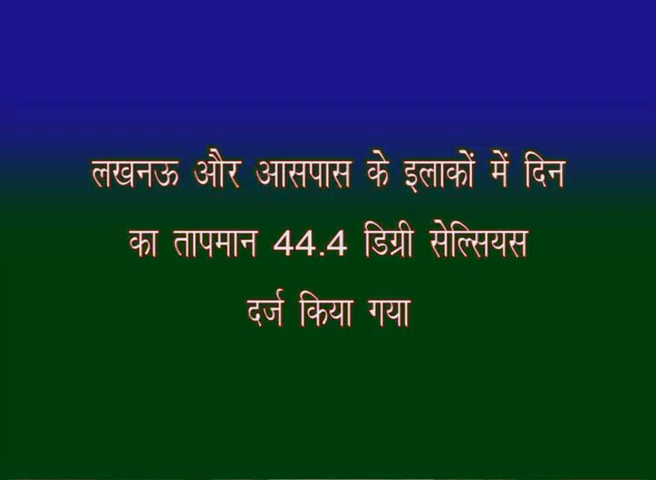 लखनऊ और आसपास के इलाकों में दिन
का तापमान 44.4 डिग्री सेल्सियस
दर्ज किया गया